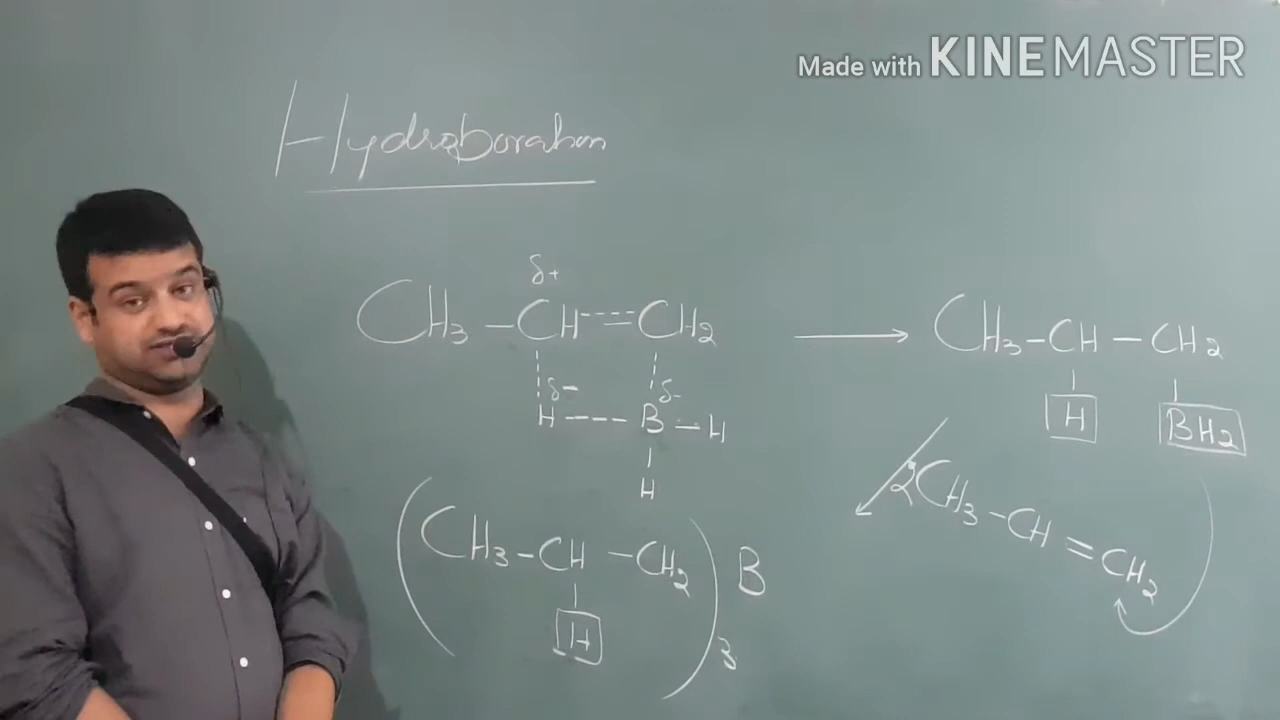 Made with KINEMASTER
Hydroboration
δ+
CH3 – CH = CH2 → CH3 – CH – CH2
δ– δ–
H --- B – H
H BH2
H
2CH3 – CH = CH2
(CH3 – CH – CH2)3 B
H